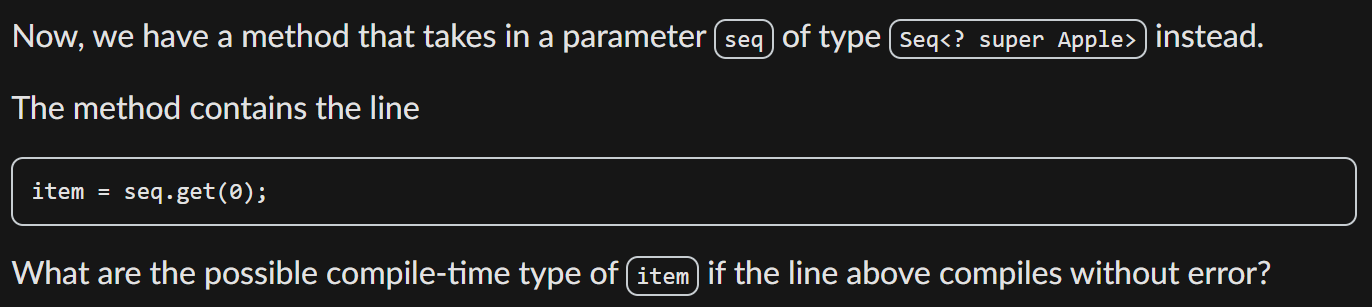 Now, we have a method that takes in a parameter seq of type Seq<? super Apple> instead.
The method contains the line
item = seq.get(0);
What are the possible compile-time type of item if the line above compiles without error?